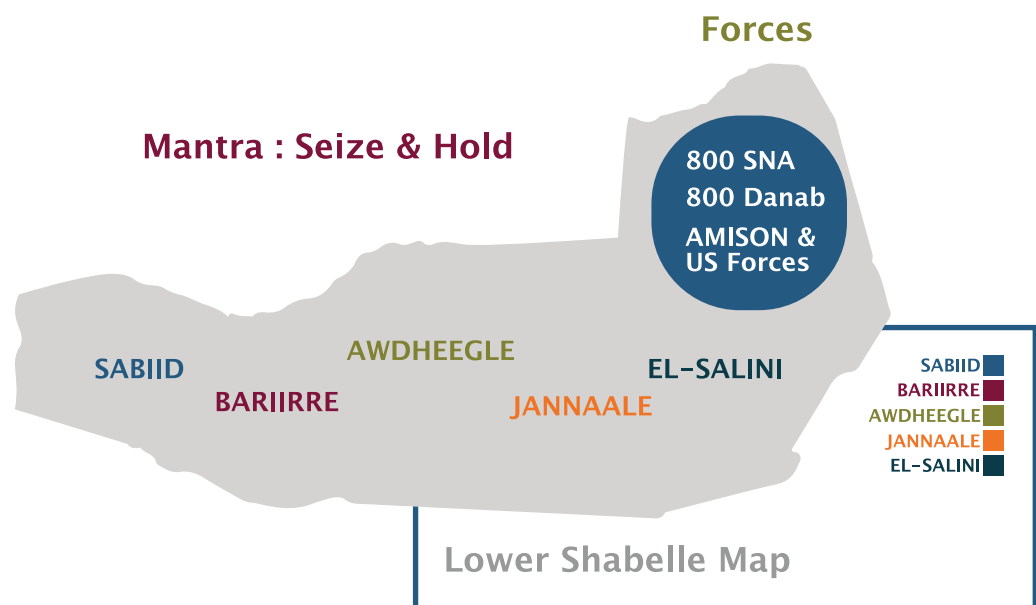 Forces
Mantra : Seize & Hold
800 SNA
800 Danab
AMISON &
US Forces
SABIID
BARIIRRE
AWDHEEGLE
JANNAALE
EL-SALINI
SABIID
BARIIRRE
AWDHEEGLE
JANNAALE
EL-SALINI
Lower Shabelle Map